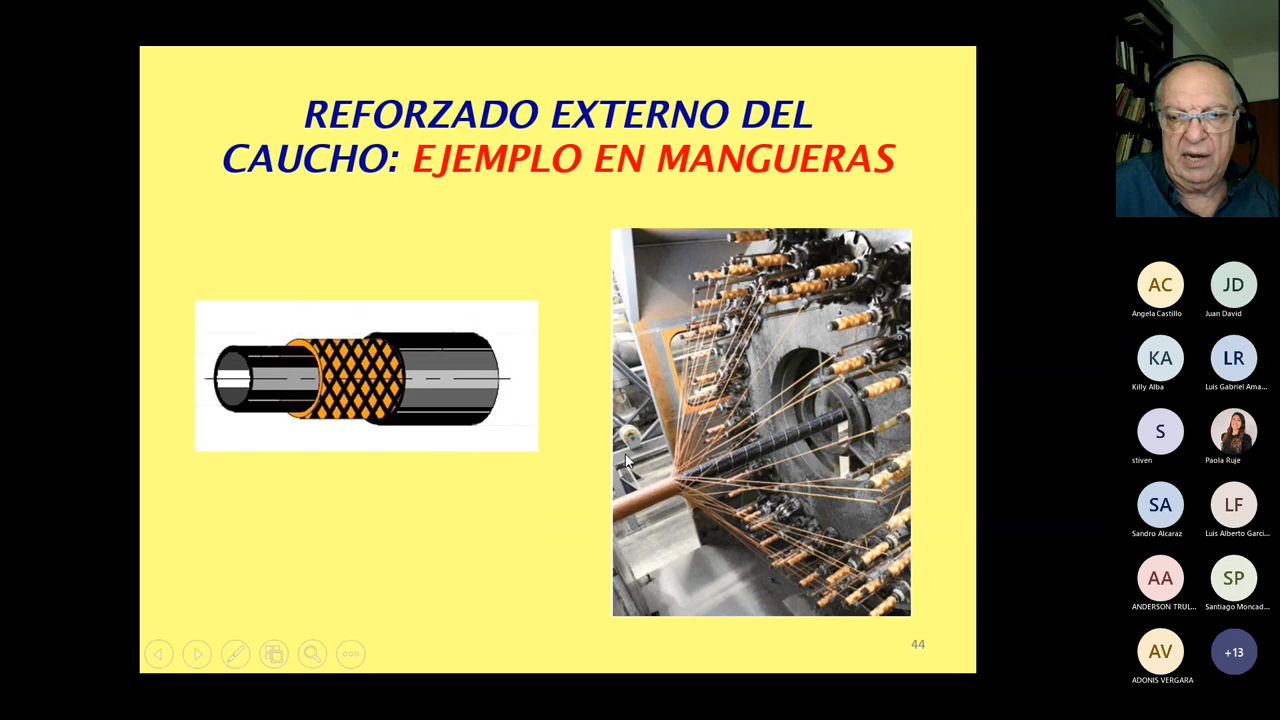 REFORZADO EXTERNO DEL
CAUCHO: EJEMPLO EN MANGUERAS
44
AC
Angela Castillo
JD
Juan David
KA
Killy Alba
LR
Luis Gabriel Ama...
S
stiven
Paola Ruje
SA
Sandro Alcaraz
LF
Luis Alberto Garci...
AA
ANDERSON TRUL...
SP
Santiago Moncad...
AV
ADONIS VERGARA
+13